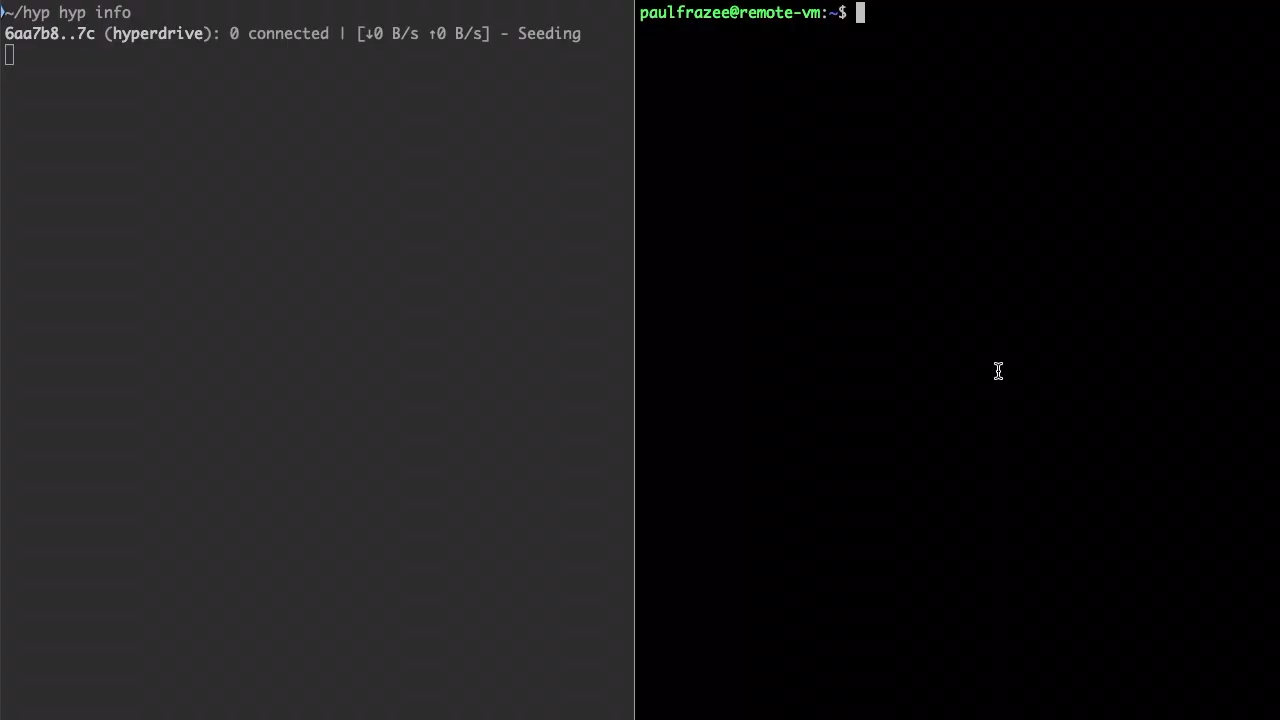 ~/hyp hyp info
6aa7b8..7c (hyperdrive): 0 connected | [↓0 B/s ↑0 B/s] - Seeding
paulfrazee@remote-vm:~$